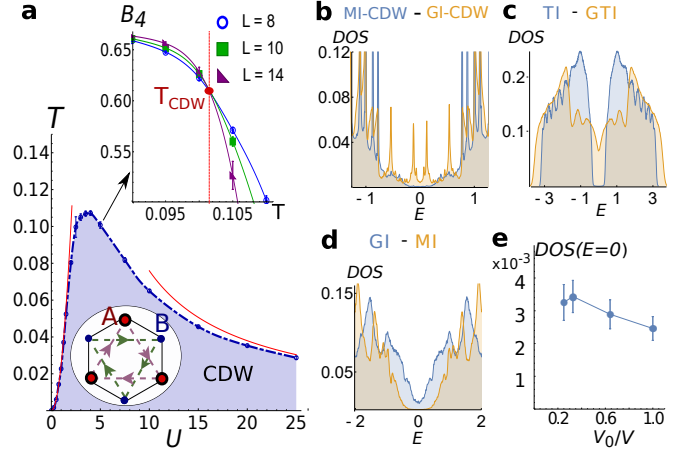 a
B4
0.65
0.60
0.55
0.095
0.105
T
L = 8
L = 10
L = 14
TCDW
T
0.14
0.12
0.10
0.08
0.06
0.04
0.02
0
5
10
15
20
25
U
A
B
CDW
b
MI-CDW - GI-CDW
DOS
0.12
0.08
0.04
-1
0
1
E
c
TI - GTI
DOS
0.2
0.1
-3
-1
1
3
E
d
GI - MI
DOS
0.15
0.05
-2
0
2
E
e
DOS(E=0)
x10-3
4
3
2
1
0.2
0.6
1.0
V0/V